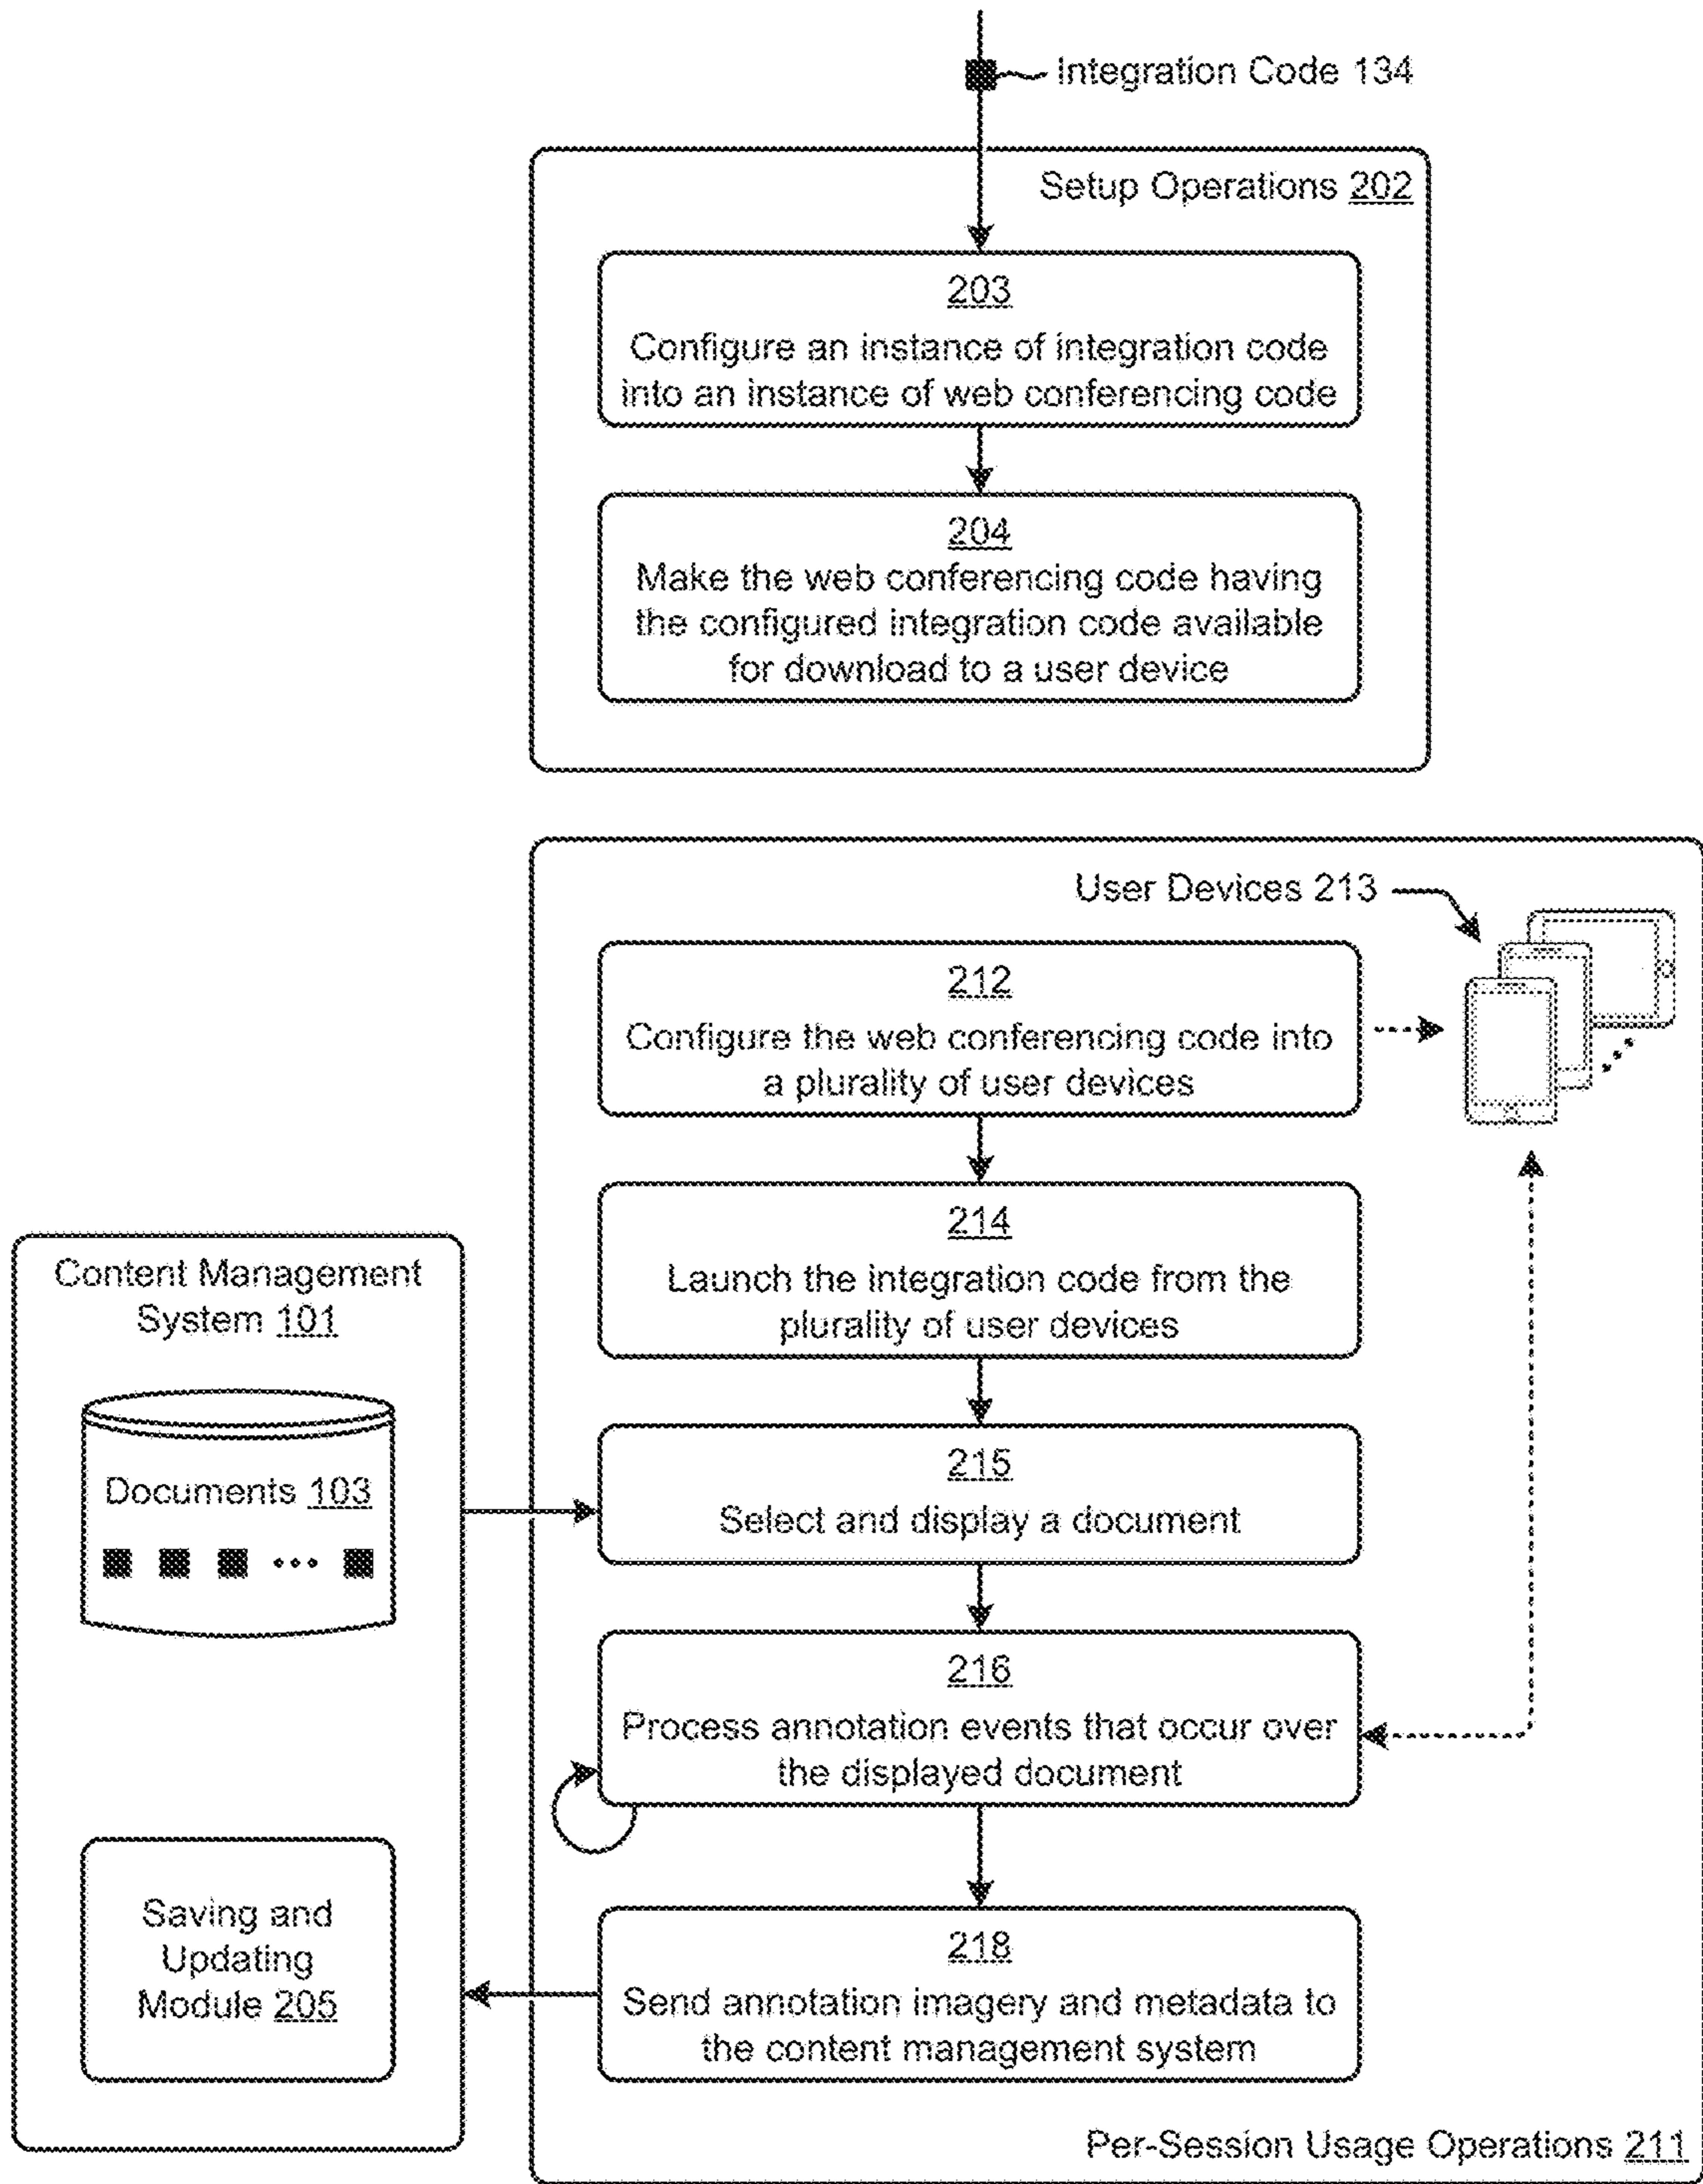 Integration Code 134
Setup Operations 202
203
Configure an instance of integration code
into an instance of web conferencing code
204
Make the web conferencing code having
the configured integration code available
for download to a user device
User Devices 213
212
Configure the web conferencing code into
a plurality of user devices
214
Launch the integration code from the
plurality of user devices
Content Management
System 101
Documents 103
215
Select and display a document
216
Process annotation events that occur over
the displayed document
Saving and
Updating
Module 205
218
Send annotation imagery and metadata to
the content management system
Per-Session Usage Operations 211